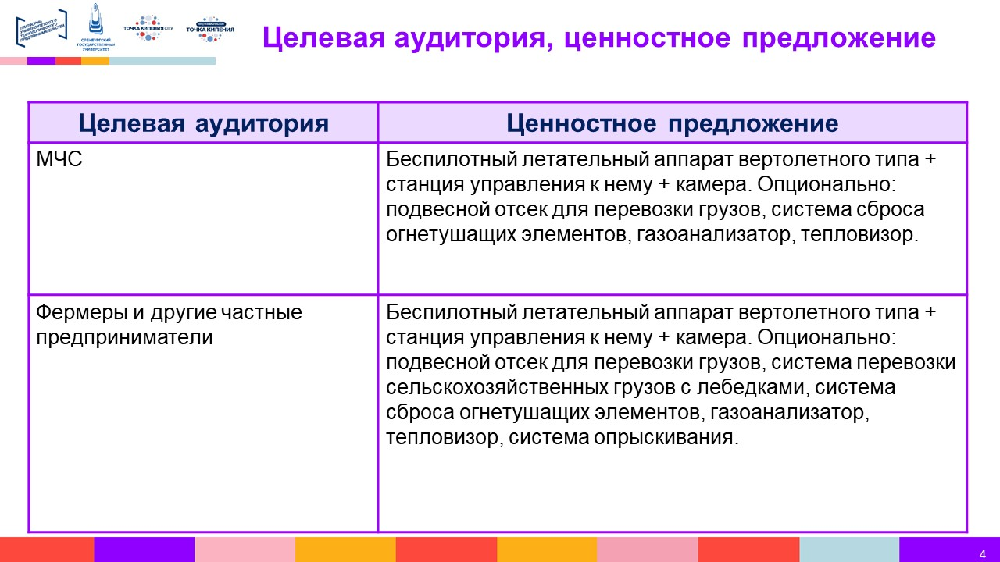 ПЛАТФОРМА
УНИВЕРСИТЕТСКОГО
ТЕХНОЛОГИЧЕСКОГО
ПРЕДПРИНИМАТЕЛЬСТВА
ОРЕНБУРГСКИЙ
ГОСУДАРСТВЕННЫЙ
УНИВЕРСИТЕТ
ТОЧКА КИПЕНИЯ ОГУ
ТОЧКА КИПЕНИЯ
Целевая аудитория, ценностное предложение
Целевая аудитория
Ценностное предложение
МЧС
Беспилотный летательный аппарат вертолетного типа +
станция управления к нему + камера. Опционально:
подвесной отсек для перевозки грузов, система сброса
огнетушащих элементов, газоанализатор, тепловизор.
Фермеры и другие частные
предприниматели
Беспилотный летательный аппарат вертолетного типа +
станция управления к нему + камера. Опционально:
подвесной отсек для перевозки грузов, система перевозки
сельскохозяйственных грузов с лебедками, система
сброса огнетушащих элементов, газоанализатор,
тепловизор, система опрыскивания.
4